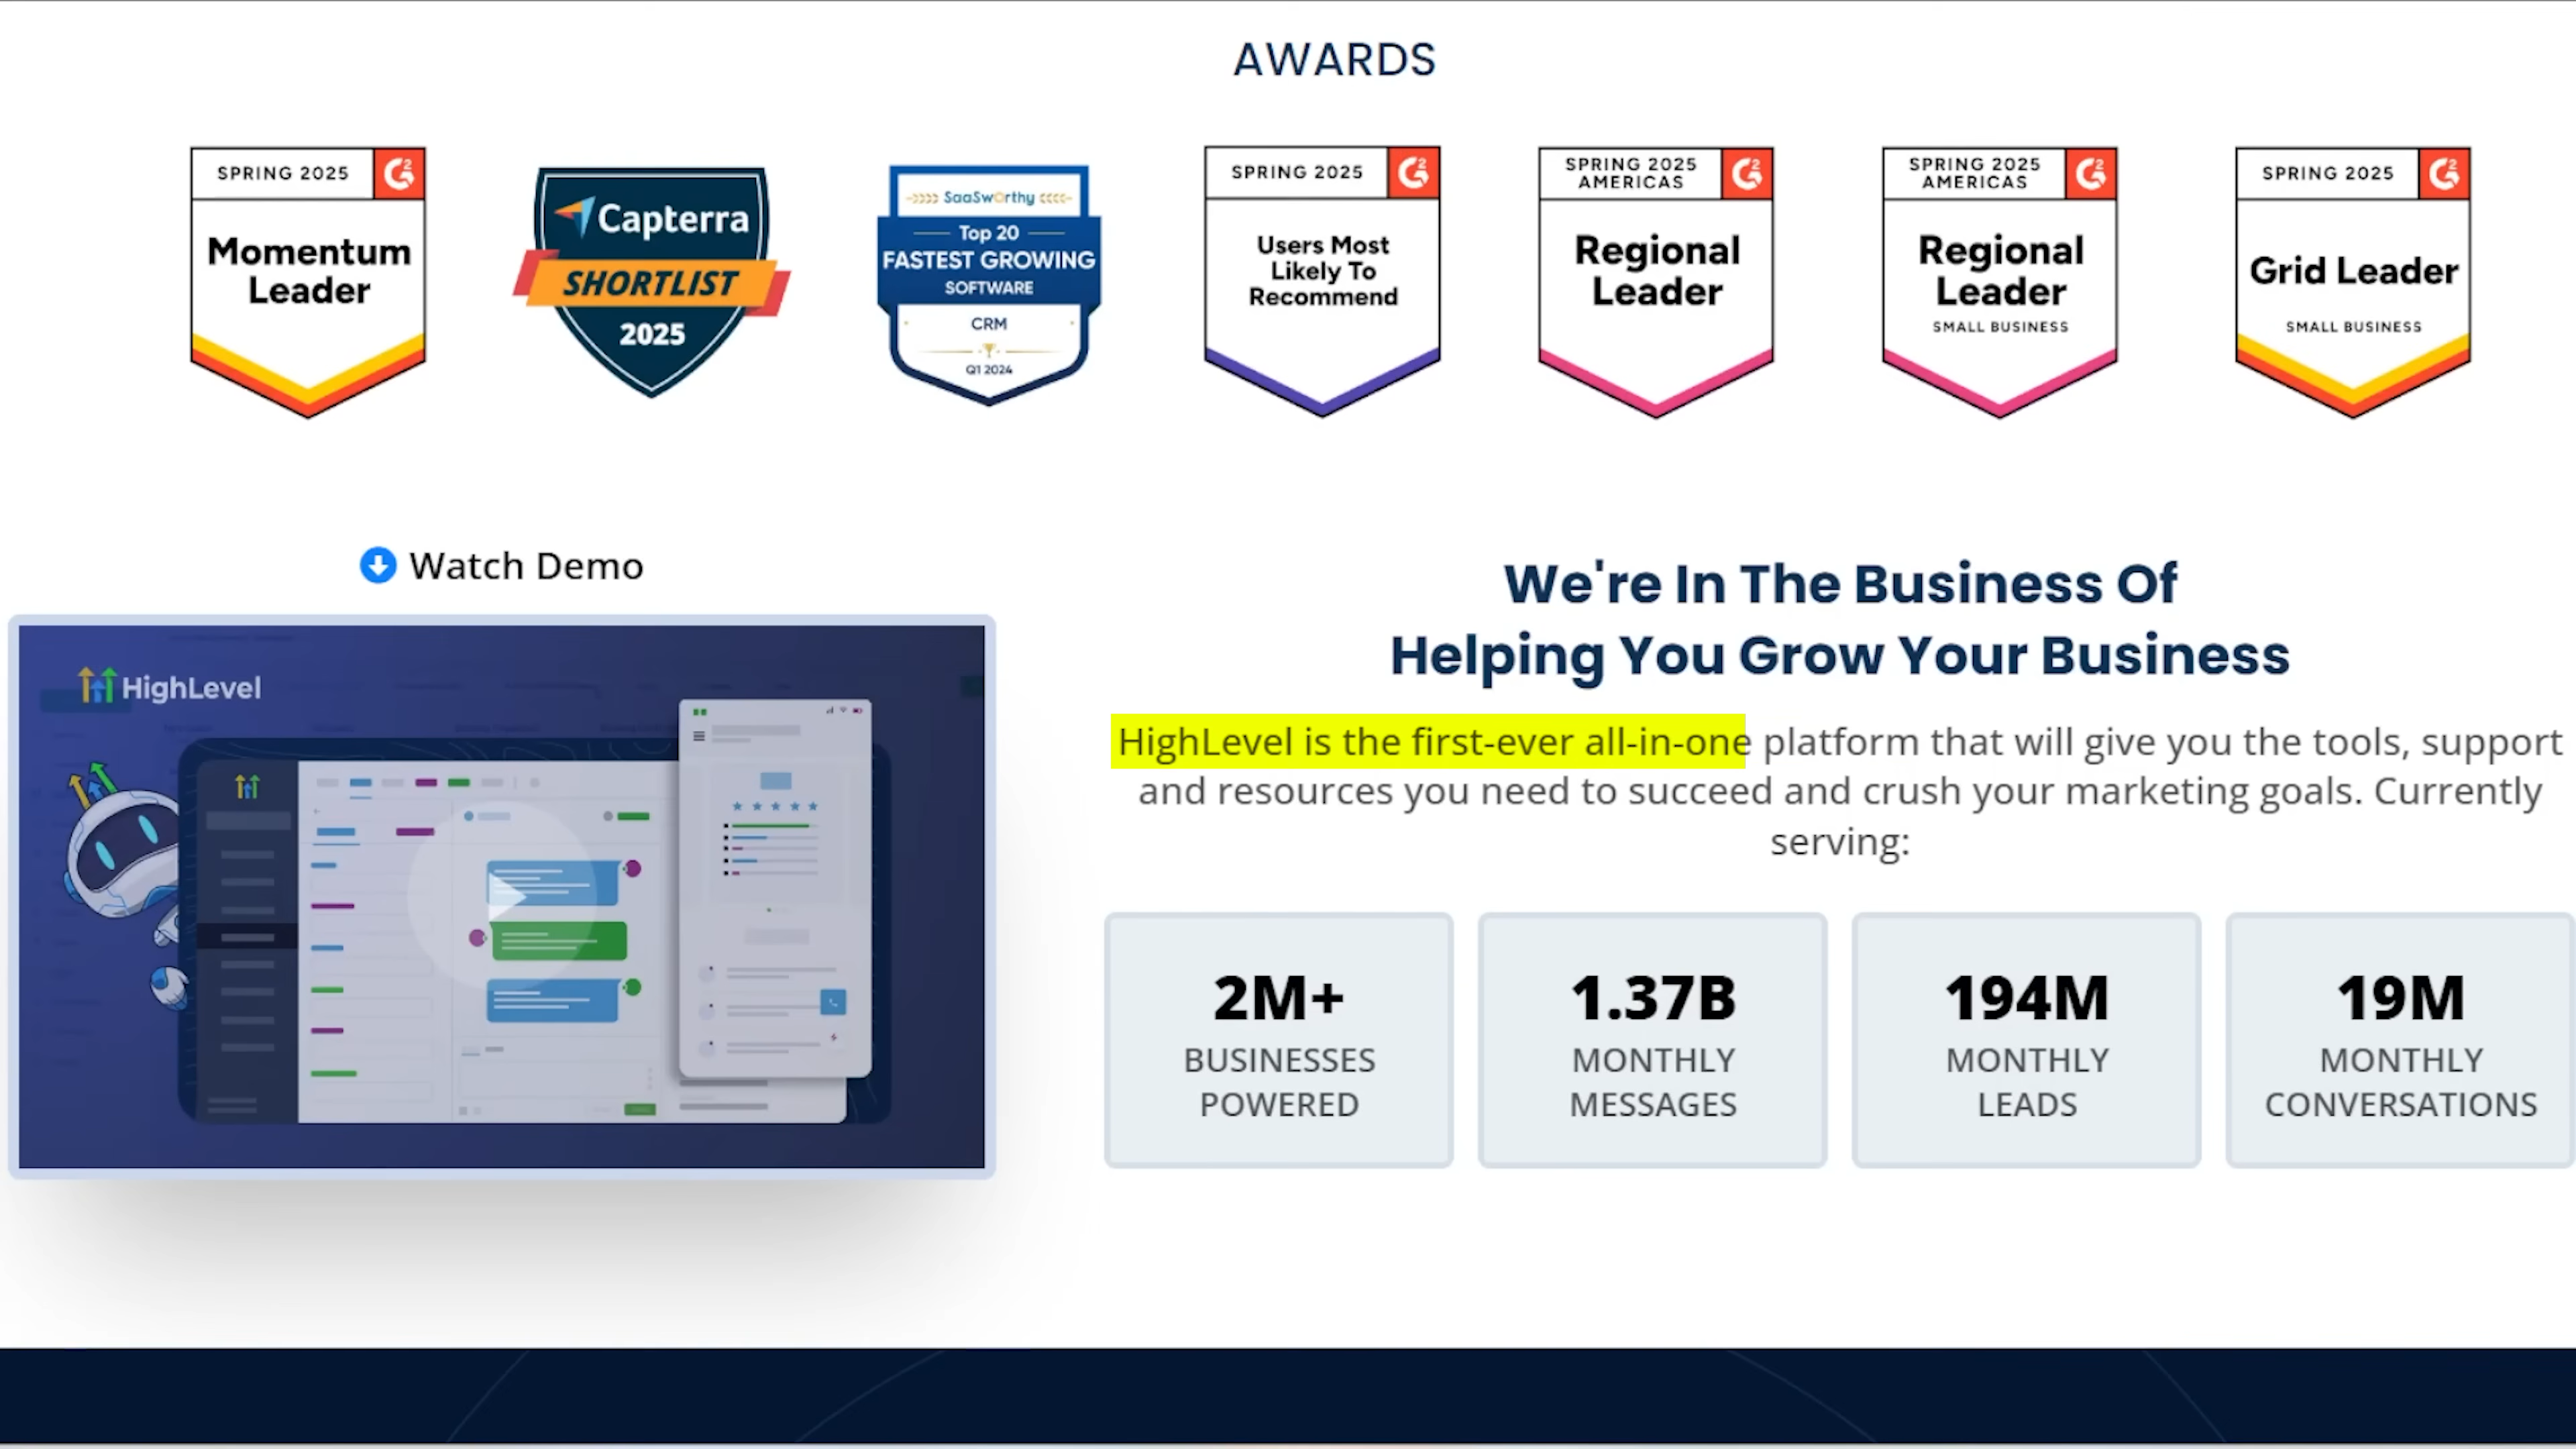 AWARDS
SPRING 2025
Momentum
Leader
Capterra
SHORTLIST
2025
SaaSworthy
Top 20
FASTEST GROWING
SOFTWARE
CRM
Q1 2024
SPRING 2025
Users Most
Likely To
Recommend
SPRING 2025
AMERICAS
Regional
Leader
SPRING 2025
AMERICAS
Regional
Leader
SMALL BUSINESS
SPRING 2025
Grid Leader
SMALL BUSINESS
Watch Demo
HighLevel
We're In The Business Of
Helping You Grow Your Business
HighLevel is the first-ever all-in-one platform that will give you the tools, support
and resources you need to succeed and crush your marketing goals. Currently
serving:
2M+
BUSINESSES
POWERED
1.37B
MONTHLY
MESSAGES
194M
MONTHLY
LEADS
19M
MONTHLY
CONVERSATIONS